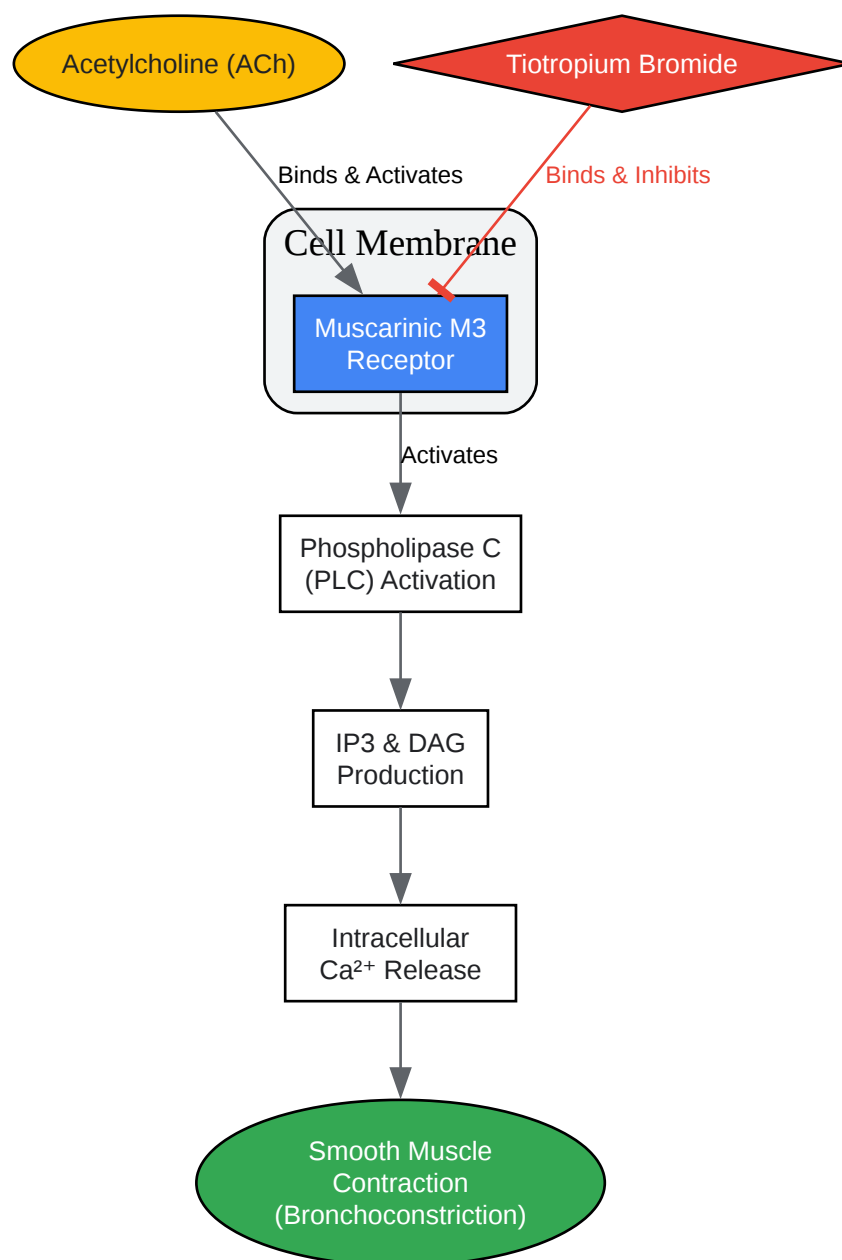 Acetylcholine (ACh)
Tiotropium Bromide
Binds & Activates
Binds & Inhibits
Cell Membrane
Muscarinic M3
Receptor
Activates
Phospholipase C
(PLC) Activation
IP3 & DAG
Production
Intracellular
Ca²⁺ Release
Smooth Muscle
Contraction
(Bronchoconstriction)